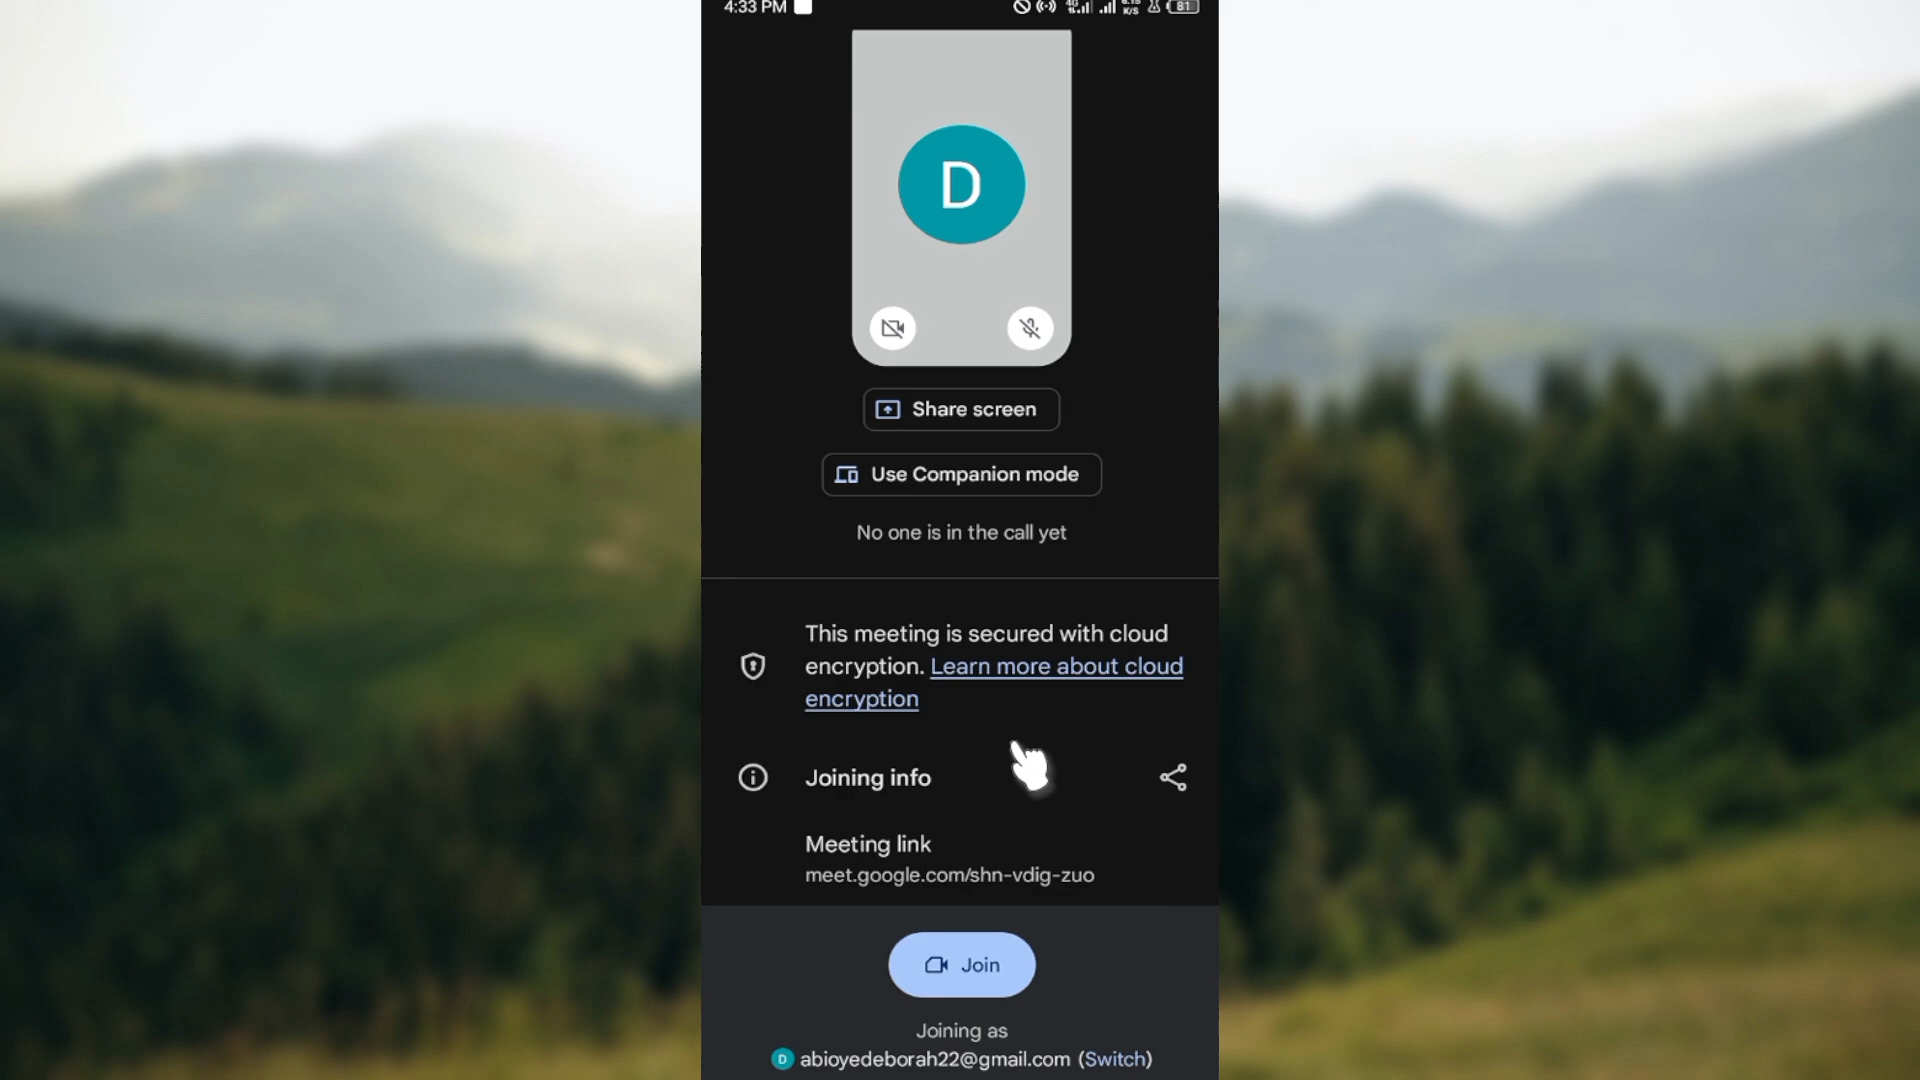 4:33 PM 4G K/S 81
D
Share screen
Use Companion mode
No one is in the call yet
This meeting is secured with cloud
encryption. Learn more about cloud
encryption
Joining info
Meeting link
meet.google.com/shn-vdig-zuo
Join
Joining as
D abioyedeborah22@gmail.com (Switch)